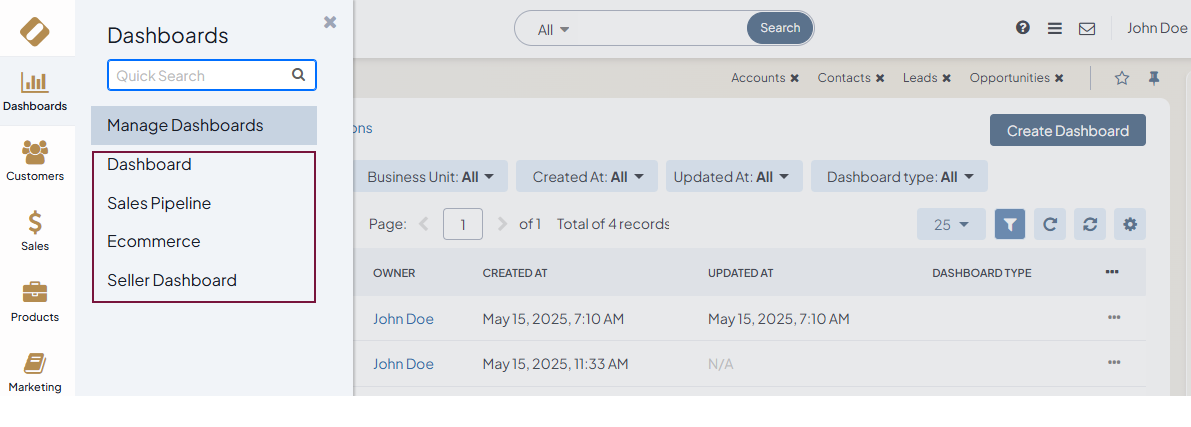 Dashboards
Customers
Sales
Products
Marketing
Dashboards
Quick Search
Manage Dashboards
Dashboard
Sales Pipeline
Ecommerce
Seller Dashboard
All
Search
John Doe
Accounts
Contacts
Leads
Opportunities
ons
Create Dashboard
Business Unit: All
Created At: All
Updated At: All
Dashboard type: All
Page: 1 of 1 Total of 4 records
25
OWNER CREATED AT UPDATED AT DASHBOARD TYPE
John Doe May 15, 2025, 7:10 AM May 15, 2025, 7:10 AM
John Doe May 15, 2025, 11:33 AM N/A